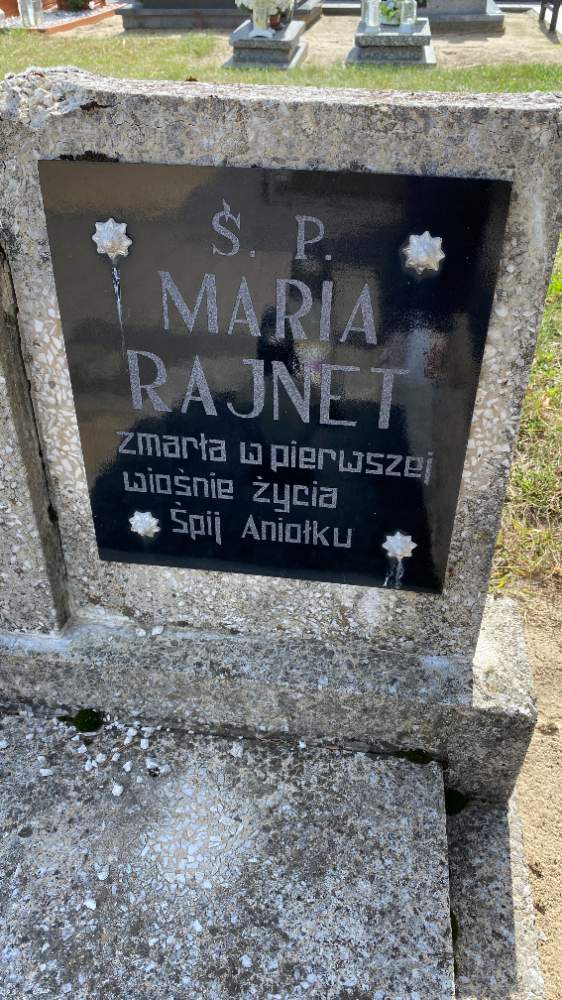 Ś. P.
MARIA
RAJNET
zmarła w pierwszej
wiośnie życia
Śpij Aniołku